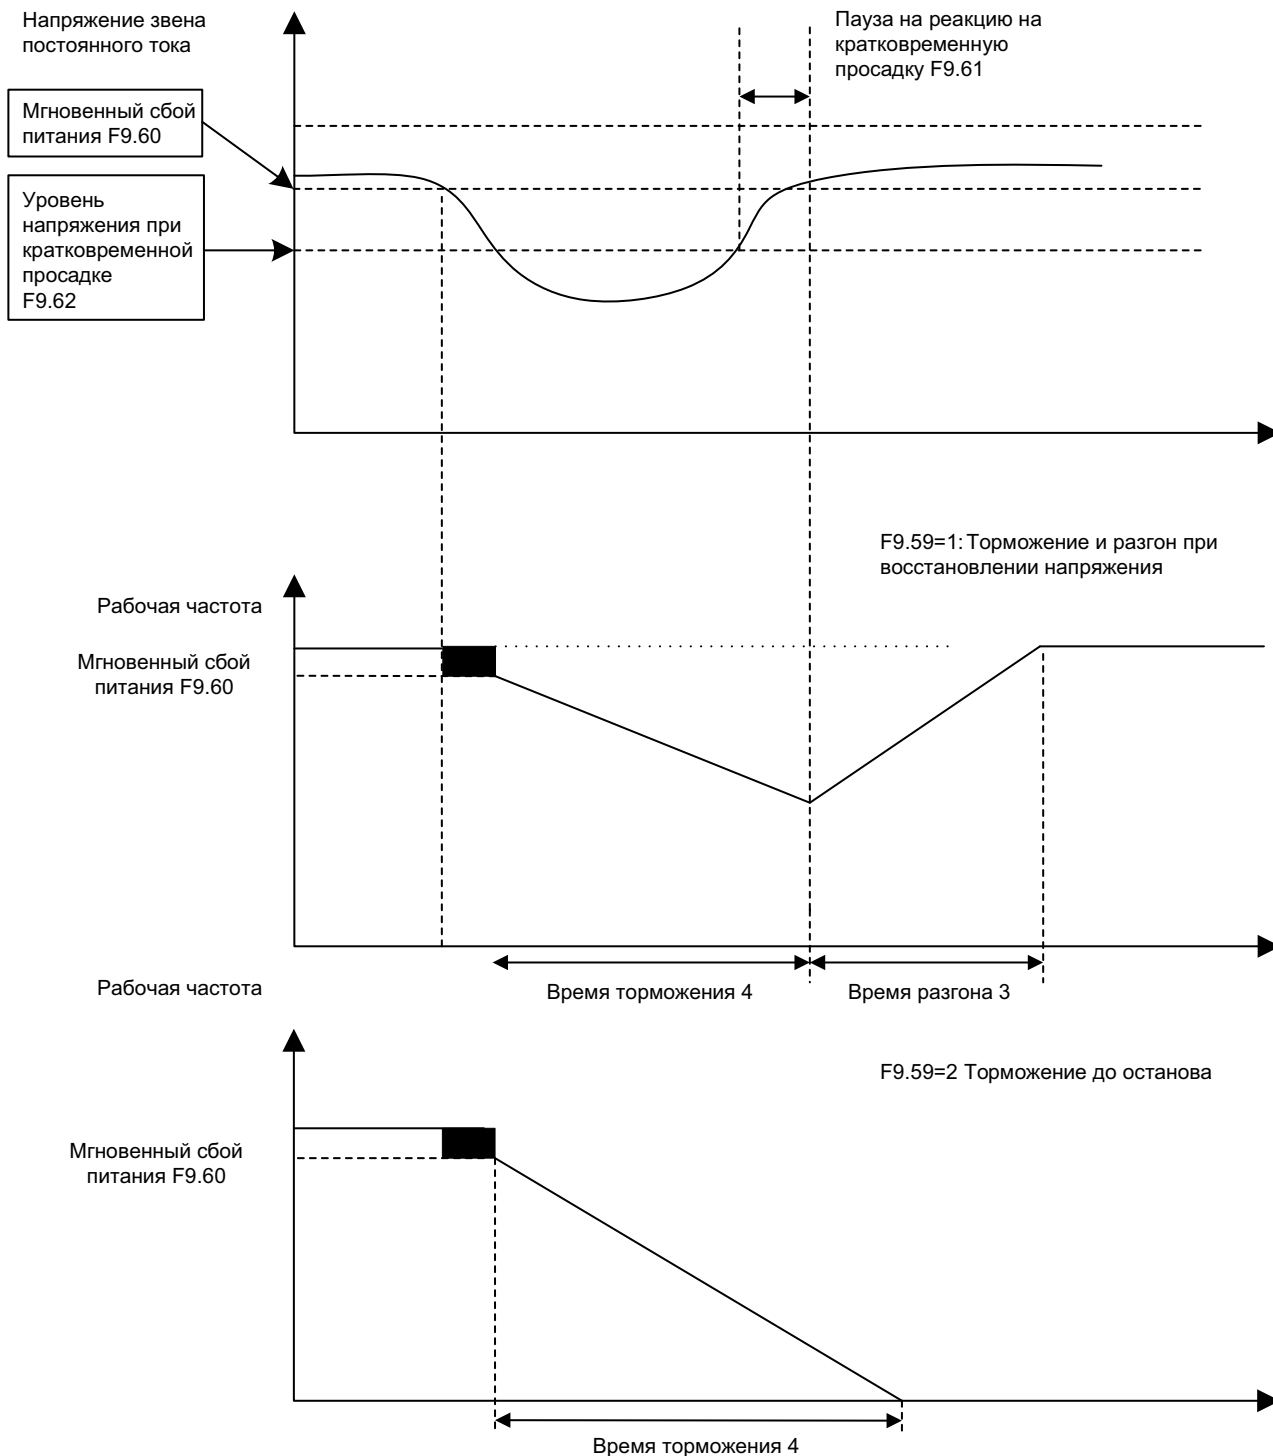 Напряжение звена
постоянного тока
Пауза на реакцию на
кратковременную
просадку F9.61
Мгновенный сбой
питания F9.60
Уровень
напряжения при
кратковременной
просадке
F9.62
F9.59=1: Торможение и разгон при
восстановлении напряжения
Рабочая частота
Мгновенный сбой
питания F9.60
Время торможения 4
Время разгона 3
Рабочая частота
F9.59=2 Торможение до останова
Мгновенный сбой
питания F9.60
Время торможения 4